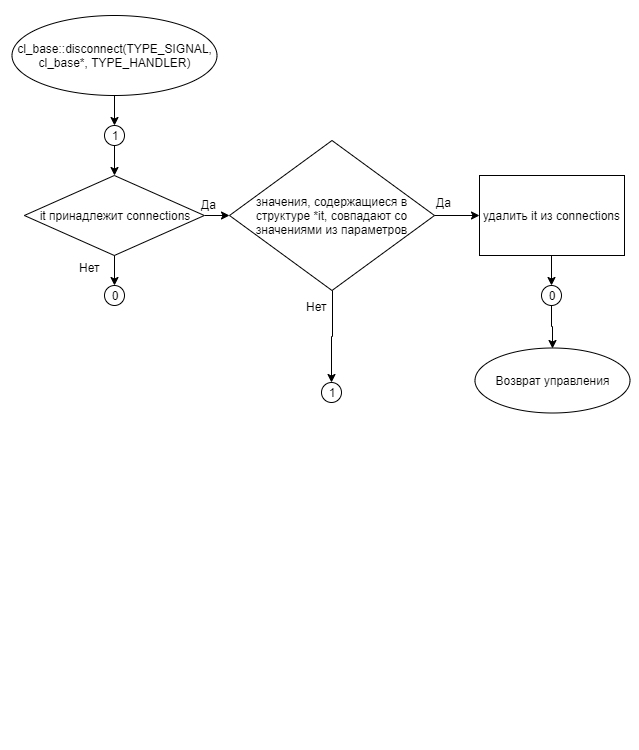 cl_base::disconnect(TYPE_SIGNAL,
cl_base*, TYPE_HANDLER)
1
it принадлежит connections
Да
значения, содержащиеся в
структуре *it, совпадают со
значениями из параметров
Да
удалить it из connections
Нет
0
Нет
1
0
Возврат управления